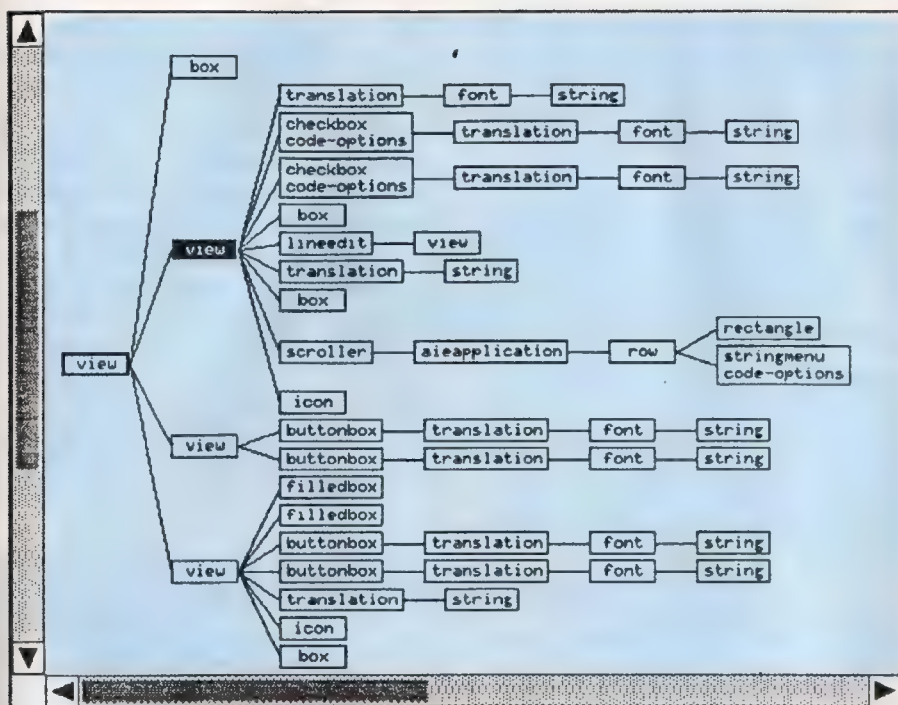 box
translation font string
checkbox
code-options translation font string
checkbox
code-options translation font string
box
view
lineedit view
translation string
box
view
scroller aieapplication row
rectangle
stringmenu
code-options
icon
view
buttonbox translation font string
buttonbox translation font string
filledbox
filledbox
buttonbox translation font string
view
buttonbox translation font string
translation string
icon
box